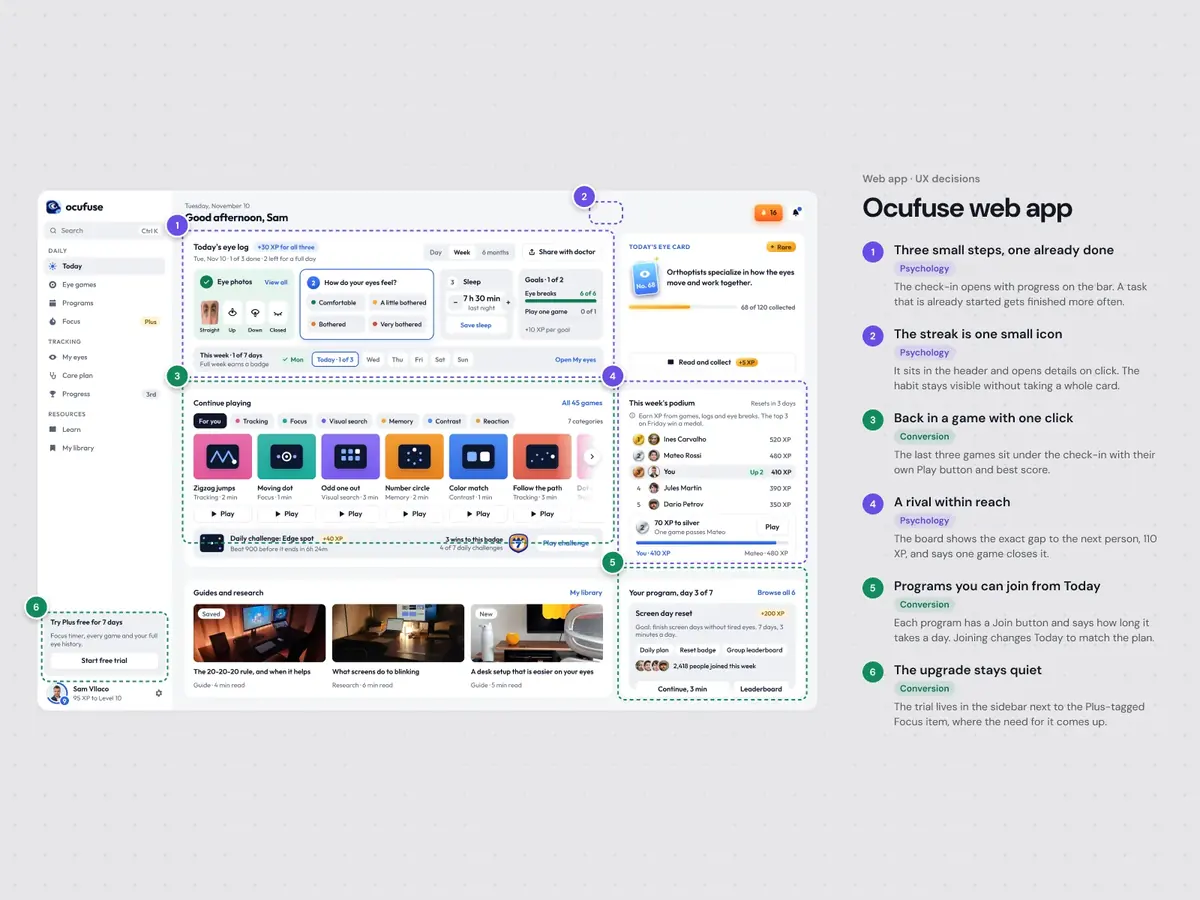 ocufuse
Search
Ctrl K
DAILY
Today
Eye games
Programs
Focus
Plus
TRACKING
My eyes
Care plan
Progress
3rd
RESOURCES
Learn
My library
6
Try Plus free for 7 days
Focus timer, every game and your full
eye history.
Start free trial
Sam Vllaco
95 XP to Level 10
9
Tuesday, November 10
1
Good afternoon, Sam
2
16
Today's eye log
+30 XP for all three
Tue, Nov 10 · 1 of 3 done · 2 left for a full day
Day
Week
6 months
Share with doctor
Eye photos
View all
Straight
Up
Down
Closed
2
How do your eyes feel?
Comfortable
A little bothered
Bothered
Very bothered
3
Sleep
−
7 h 30 min
+
last night
Save sleep
Goals · 1 of 2
Eye breaks
6 of 6
Play one game
0 of 1
+10 XP per goal
This week · 1 of 7 days
Full week earns a badge
Mon
Today · 1 of 3
Wed
Thu
Fri
Sat
Sun
Open My eyes
TODAY'S EYE CARD
Rare
No. 68
Orthoptists specialize in how the eyes
move and work together.
68 of 120 collected
Read and collect
+5 XP
3
Continue playing
All 45 games
For you
Tracking
Focus
Visual search
Memory
Contrast
Reaction
7 categories
Zigzag jumps
Tracking · 2 min
Play
Moving dot
Focus · 1 min
Play
Odd one out
Visual search · 3 min
Play
Number circle
Memory · 2 min
Play
Color match
Contrast · 1 min
Play
Follow the path
Tracking · 3 min
Play
Daily challenge: Edge spot
+40 XP
Beat 900 before it ends in 6h 24m
3 wins to this badge
4 of 7 daily challenges
7
Play challenge
4
This week's podium
Resets in 3 days
Earn XP from games, logs and eye breaks. The top 3
on Friday win a medal.
Ines Carvalho
520 XP
Mateo Rossi
480 XP
You
Up 2
410 XP
4
Jules Martin
390 XP
5
Dario Petrov
350 XP
70 XP to silver
One game passes Mateo
Play
You · 410 XP
Mateo · 480 XP
Guides and research
My library
Saved
The 20-20-20 rule, and when it helps
Guide · 4 min read
What screens do to blinking
Research · 6 min read
New
A desk setup that is easier on your eyes
Guide · 5 min read
5
Your program, day 3 of 7
Browse all 6
Screen day reset
+200 XP
Goal: finish screen days without tired eyes. 7 days, 3
minutes a day.
Daily plan
Reset badge
Group leaderboard
2,418 people joined this week
Continue, 3 min
Leaderboard
Web app · UX decisions
Ocufuse web app
1
Three small steps, one already done
Psychology
The check-in opens with progress on the bar. A task
that is already started gets finished more often.
2
The streak is one small icon
Psychology
It sits in the header and opens details on click. The
habit stays visible without taking a whole card.
3
Back in a game with one click
Conversion
The last three games sit under the check-in with their
own Play button and best score.
4
A rival within reach
Psychology
The board shows the exact gap to the next person, 110
XP, and says one game closes it.
5
Programs you can join from Today
Conversion
Each program has a Join button and says how long it
takes a day. Joining changes Today to match the plan.
6
The upgrade stays quiet
Conversion
The trial lives in the sidebar next to the Plus-tagged
Focus item, where the need for it comes up.